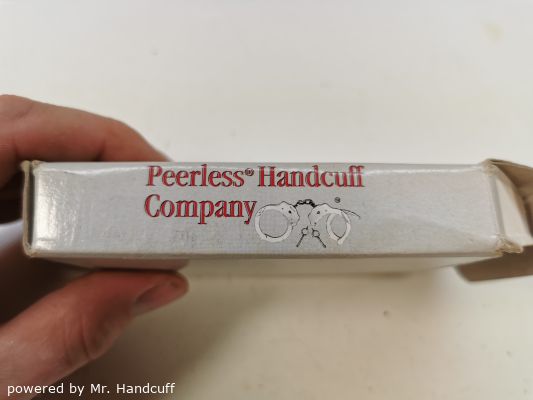 Peerless® Handcuff
Company
®
powered by Mr. Handcuff